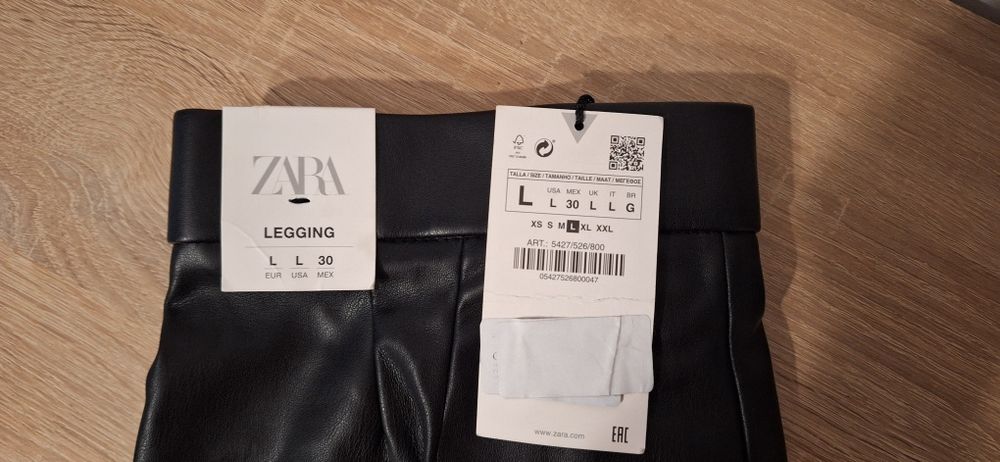 ZARA
LEGGING
L L 30
EUR USA MEX
FSC
TALLA / SIZE / TAMANHO / TAILLE / MAAT / ΜΕΓΕΘΟΣ
USA MEX UK IT BR
L L 30 L L G
XS S M L XL XXL
ART.: 5427/526/800
05427526800047
www.zara.com
EAC